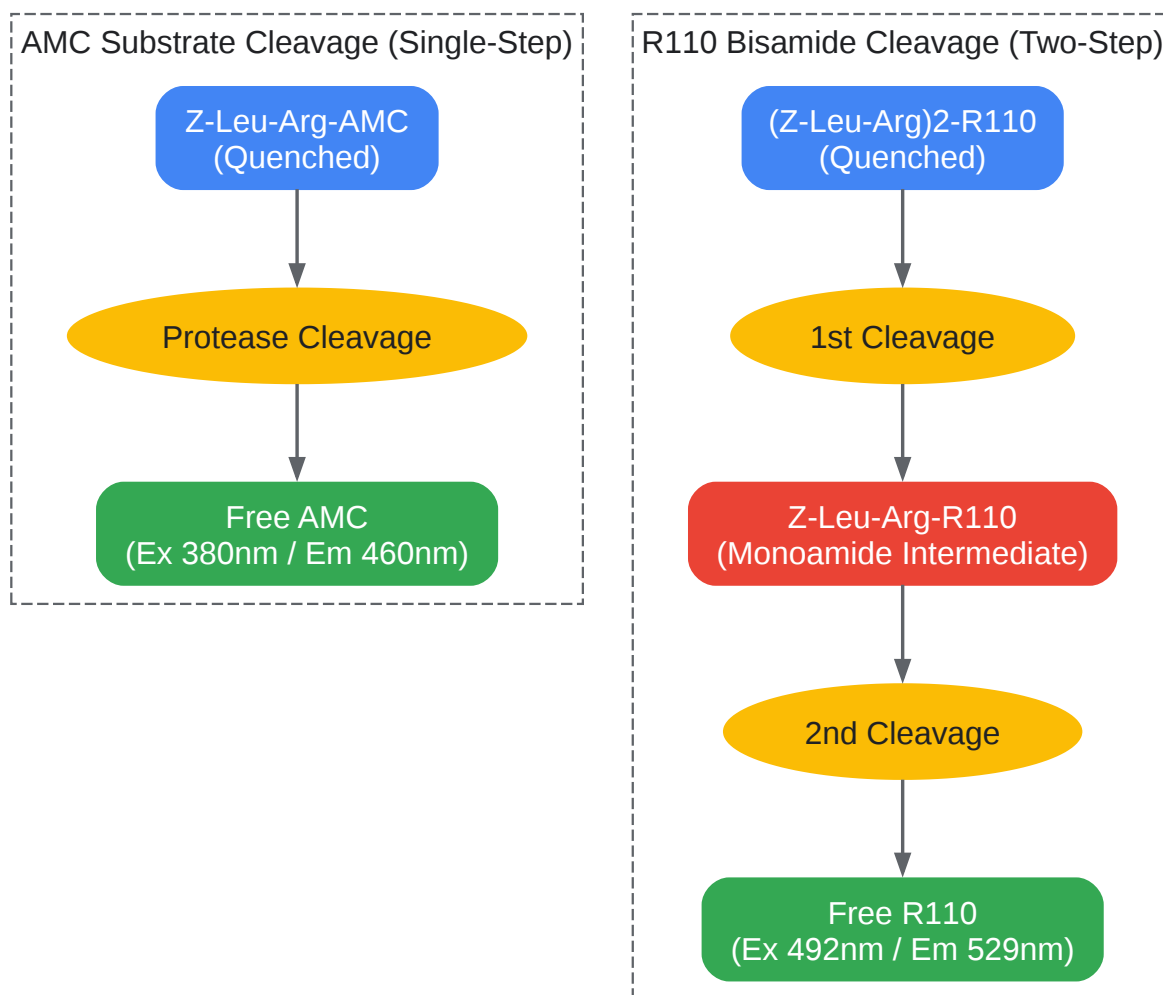 AMC Substrate Cleavage (Single-Step)
Z-Leu-Arg-AMC
(Quenched)
Protease Cleavage
Free AMC
(Ex 380nm / Em 460nm)
R110 Bisamide Cleavage (Two-Step)
(Z-Leu-Arg)2-R110
(Quenched)
1st Cleavage
Z-Leu-Arg-R110
(Monoamide Intermediate)
2nd Cleavage
Free R110
(Ex 492nm / Em 529nm)